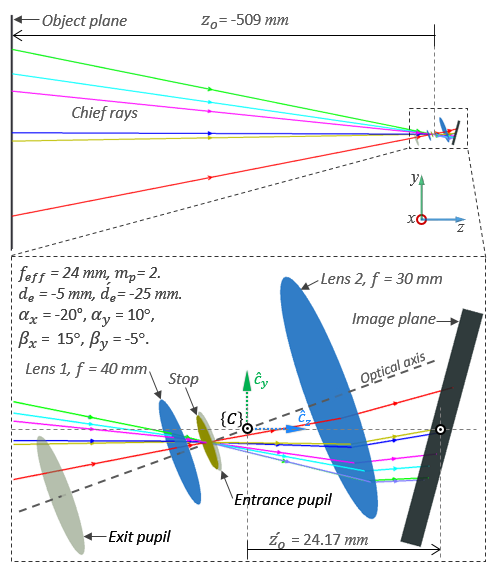 Object plane
zₒ = -509 mm
Chief rays
y
x
z
f_eff = 24 mm, m_p = 2.
d_e = -5 mm, d́_e = -25 mm.
α_x = -20°, α_y = 10°,
β_x = 15°, β_y = -5°.
Lens 2, f = 30 mm
Image plane
Lens 1, f = 40 mm
Stop
Optical axis
ĉ_y
{C}
ĉ_z
Entrance pupil
Exit pupil
źₒ = 24.17 mm